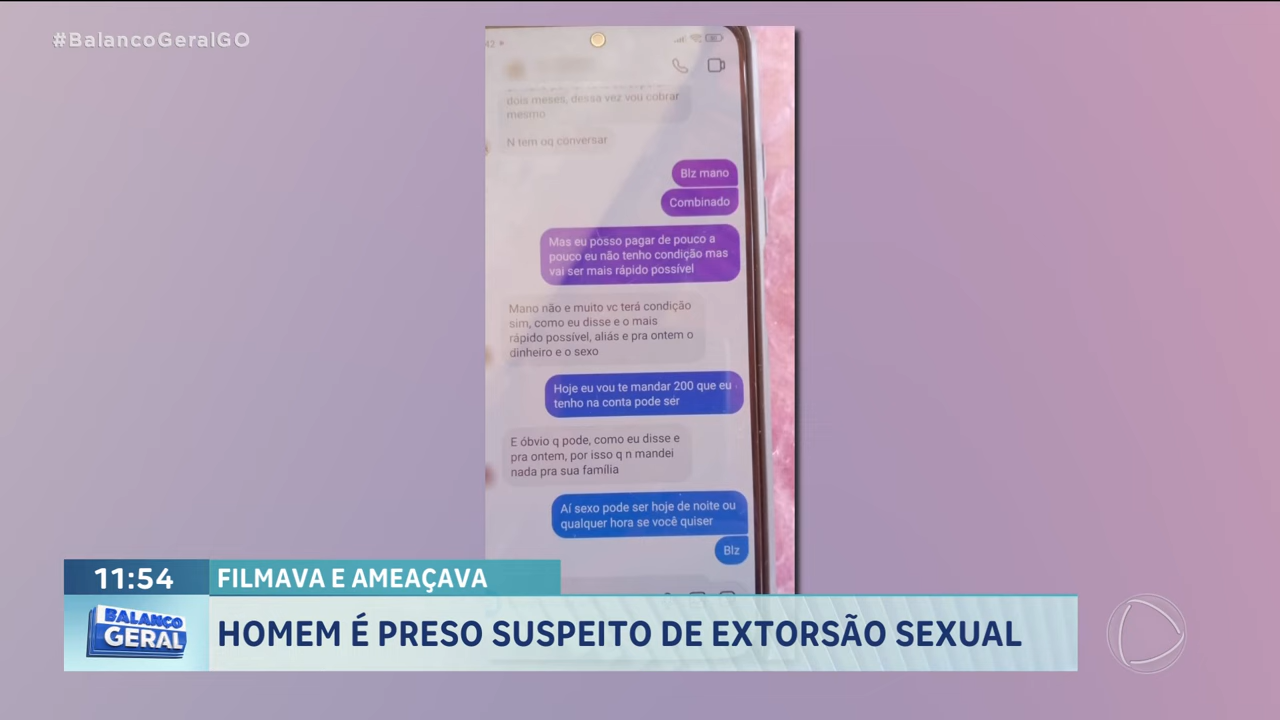 #BalancoGeralGO
dois meses, dessa vez vou cobrar
mesmo
N tem oq conversar
Blz mano
Combinado
Mas eu posso pagar de pouco a
pouco eu não tenho condição mas
vai ser mais rápido possível
Mano não e muito vc terá condição
sim, como eu disse e o mais
rápido possível, aliás e pra ontem o
dinheiro e o sexo
Hoje eu vou te mandar 200 que eu
tenho na conta pode ser
E óbvio q pode, como eu disse e
pra ontem, por isso q n mandei
nada pra sua família
Aí sexo pode ser hoje de noite ou
qualquer hora se você quiser
Blz
11:54
FILMAVA E AMEAÇAVA
BALANCO
GERAL
HOMEM É PRESO SUSPEITO DE EXTORSÃO SEXUAL